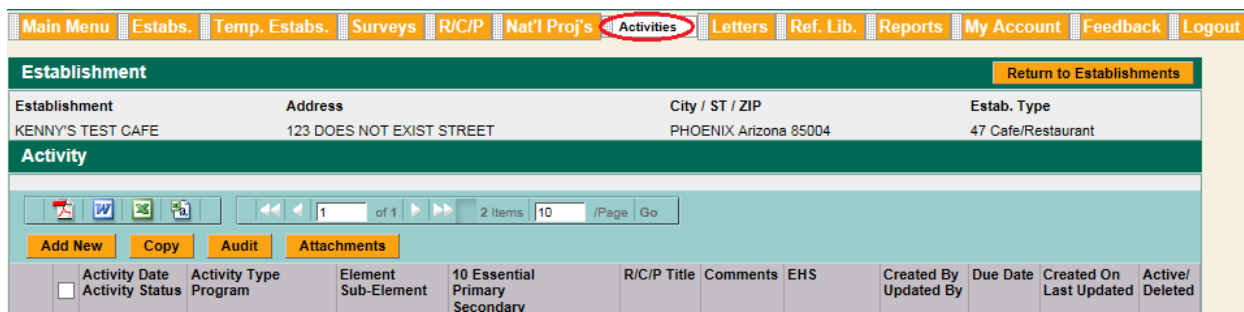 Main Menu Estabs. Temp. Estabs. Surveys R/C/P Nat'l Proj's Activities Letters Ref. Lib. Reports My Account Feedback Logout
Establishment Return to Establishments
Establishment Address City / ST / ZIP Estab. Type
KENNY'S TEST CAFE 123 DOES NOT EXIST STREET PHOENIX Arizona 85004 47 Cafe/Restaurant
Activity
1 of 1 2 Items 10 /Page Go
Add New Copy Audit Attachments
Activity Date Activity Type Element 10 Essential R/C/P Title Comments EHS Created By Due Date Created On Active/
Activity Status Program Sub-Element Primary Updated By Last Updated Deleted
Secondary